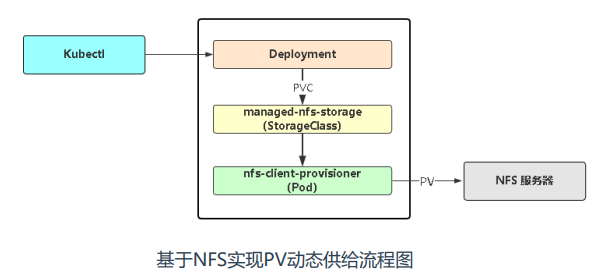 Kubectl
Deployment
PVC
managed-nfs-storage
(StorageClass)
nfs-client-provisioner
(Pod)
PV
NFS 服务器
基于NFS实现PV动态供给流程图